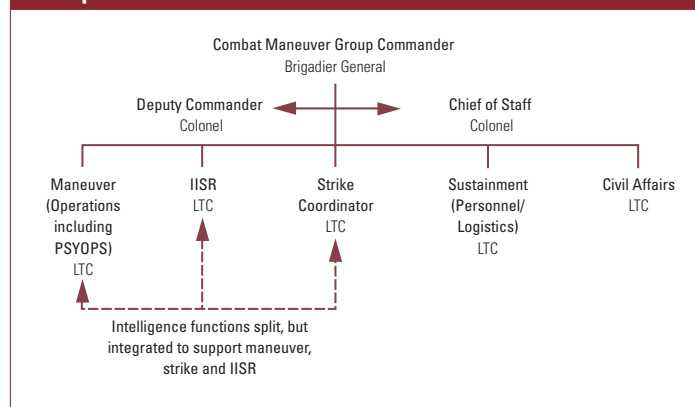 Combat Maneuver Group Commander
Brigadier General
Deputy Commander
Colonel
Chief of Staff
Colonel
Maneuver
(Operations
including
PSYOPS)
LTC
IISR
LTC
Strike
Coordinator
LTC
Sustainment
(Personnel/
Logistics)
LTC
Civil Affairs
LTC
Intelligence functions split, but
integrated to support maneuver,
strike and IISR